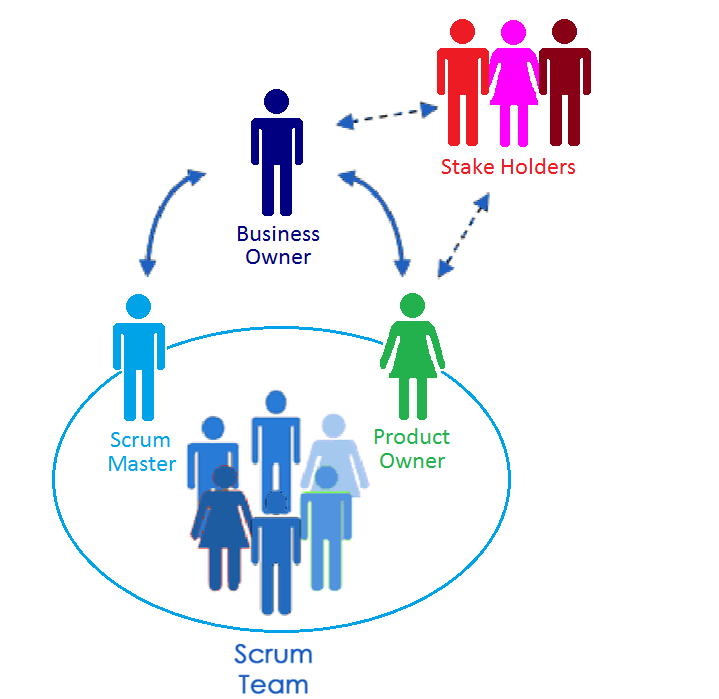 Stake Holders
Business
Owner
Scrum
Master
Product
Owner
Scrum
Team